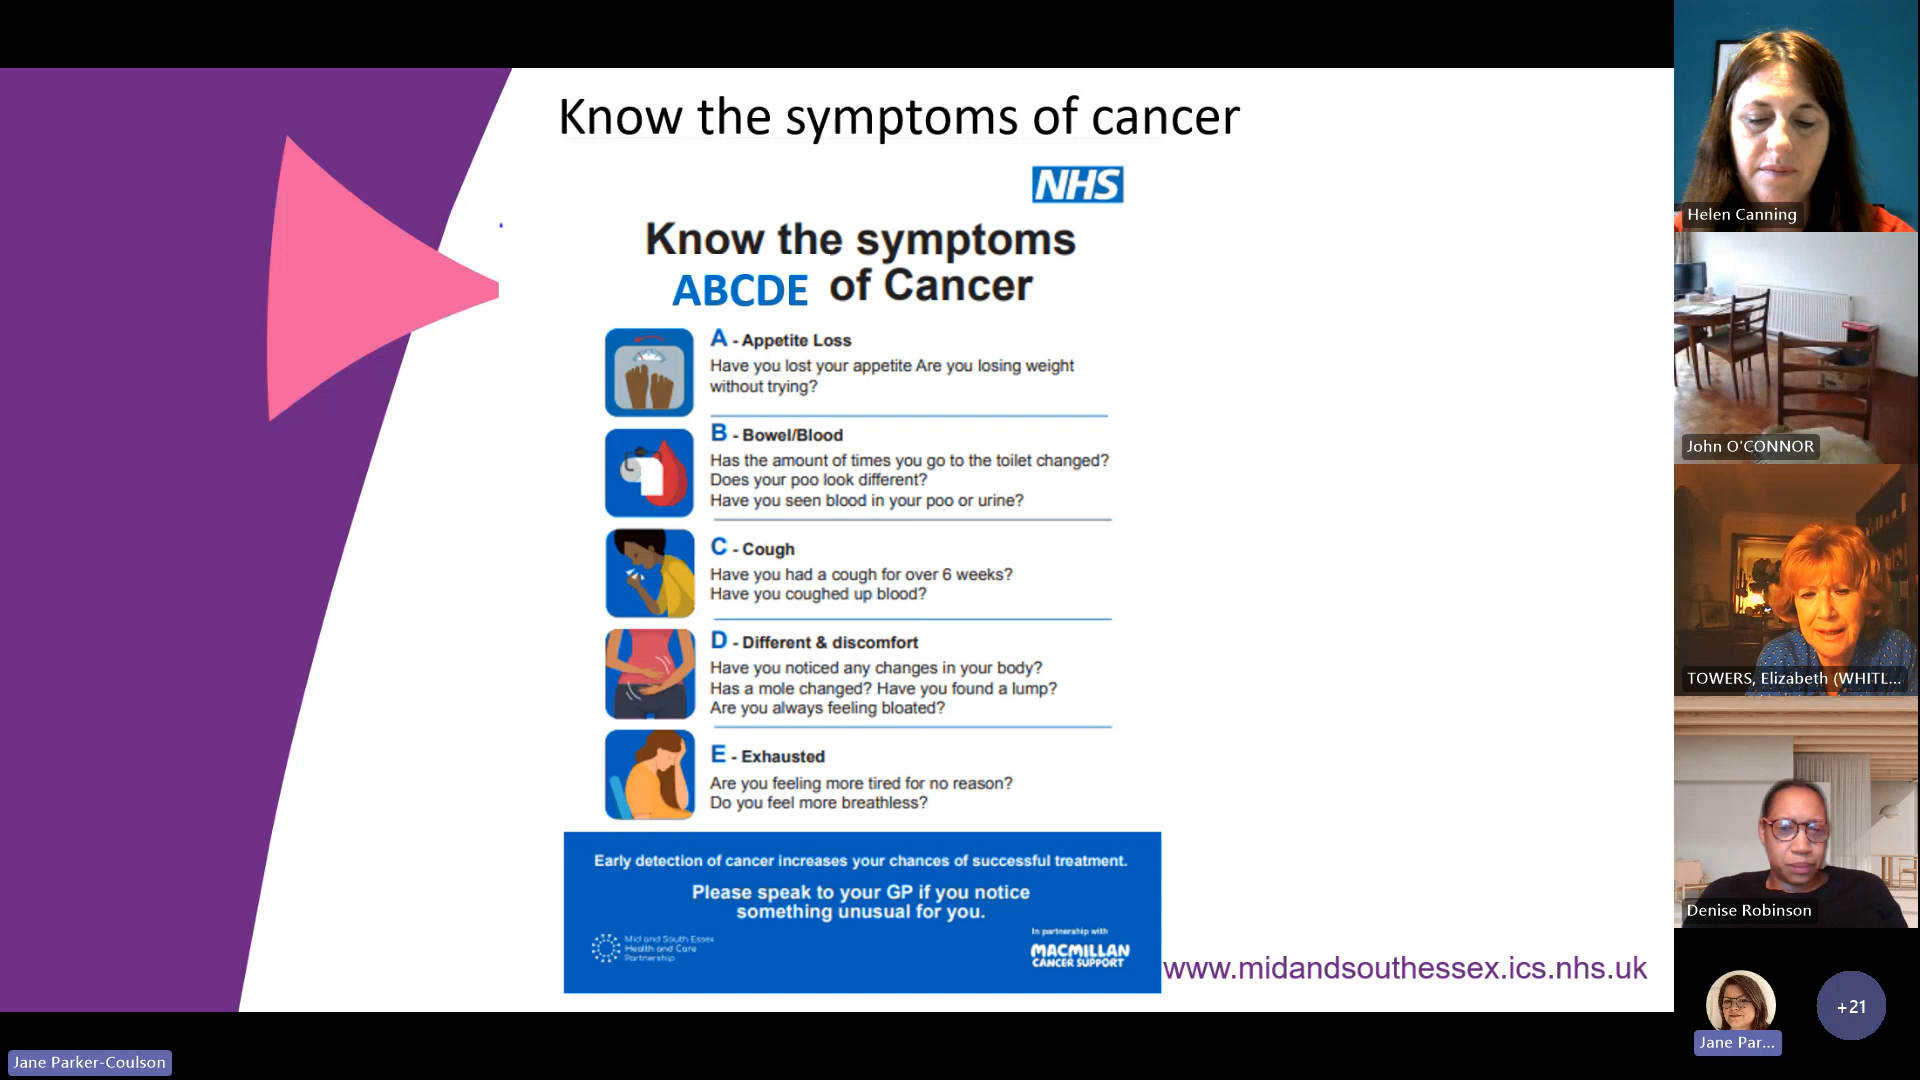 Know the symptoms of cancer
NHS
Know the symptoms
ABCDE of Cancer
A - Appetite Loss
Have you lost your appetite Are you losing weight
without trying?
B - Bowel/Blood
Has the amount of times you go to the toilet changed?
Does your poo look different?
Have you seen blood in your poo or urine?
C - Cough
Have you had a cough for over 6 weeks?
Have you coughed up blood?
D - Different & discomfort
Have you noticed any changes in your body?
Has a mole changed? Have you found a lump?
Are you always feeling bloated?
E - Exhausted
Are you feeling more tired for no reason?
Do you feel more breathless?
Early detection of cancer increases your chances of successful treatment.
Please speak to your GP if you notice
something unusual for you.
Mid and South Essex
Health and Care
Partnership
In partnership with
MACMILLAN
CANCER SUPPORT
www.midandsouthessex.ics.nhs.uk
Helen Canning
John O'CONNOR
TOWERS, Elizabeth (WHITL...
Denise Robinson
+21
Jane Par...
Jane Parker-Coulson